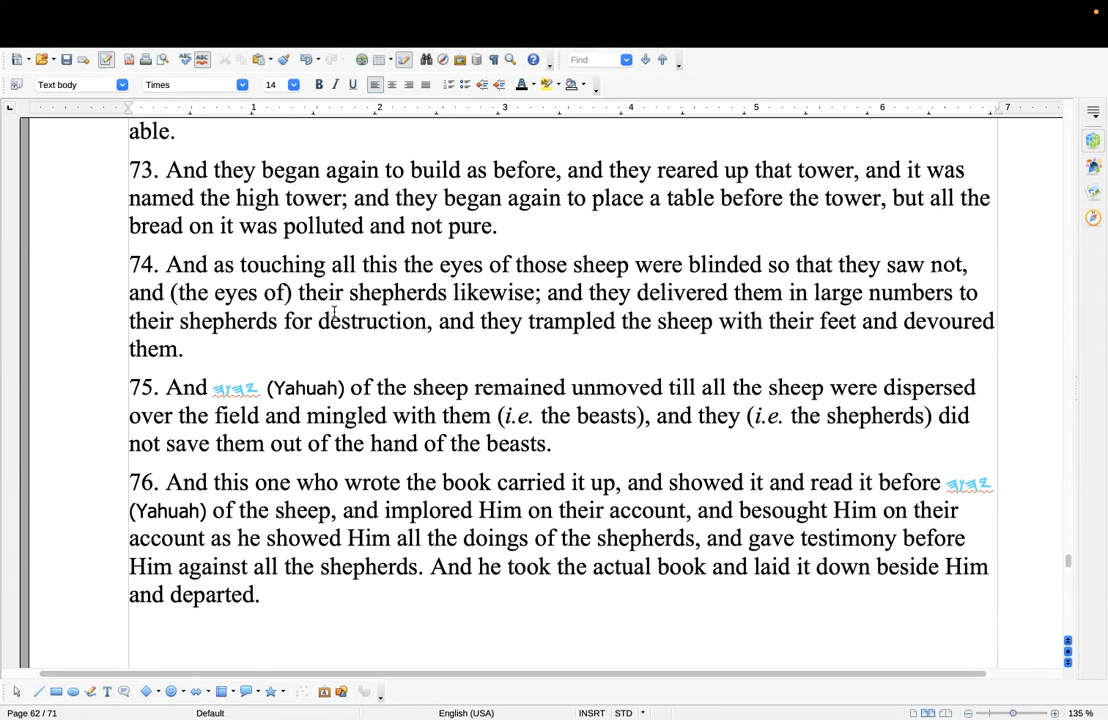 Find
Text body Times 14
1 2 3 4 5 6 7
able.
73. And they began again to build as before, and they reared up that tower, and it was
named the high tower; and they began again to place a table before the tower, but all the
bread on it was polluted and not pure.
74. And as touching all this the eyes of those sheep were blinded so that they saw not,
and (the eyes of) their shepherds likewise; and they delivered them in large numbers to
their shepherds for destruction, and they trampled the sheep with their feet and devoured
them.
75. And 𐤉𐤄𐤅𐤄 (Yahuah) of the sheep remained unmoved till all the sheep were dispersed
over the field and mingled with them (i.e. the beasts), and they (i.e. the shepherds) did
not save them out of the hand of the beasts.
76. And this one who wrote the book carried it up, and showed it and read it before 𐤉𐤄𐤅𐤄
(Yahuah) of the sheep, and implored Him on their account, and besought Him on their
account as he showed Him all the doings of the shepherds, and gave testimony before
Him against all the shepherds. And he took the actual book and laid it down beside Him
and departed.
Page 62 / 71 Default English (USA) INSRT STD * 135 %